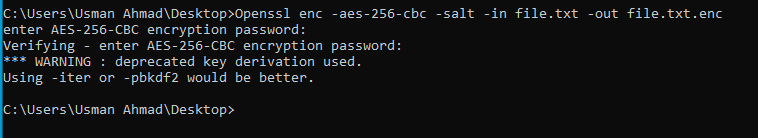 C:\Users\Usman Ahmad\Desktop>Openssl enc -aes-256-cbc -salt -in file.txt -out file.txt.enc
enter AES-256-CBC encryption password:
Verifying - enter AES-256-CBC encryption password:
*** WARNING : deprecated key derivation used.
Using -iter or -pbkdf2 would be better.
C:\Users\Usman Ahmad\Desktop>